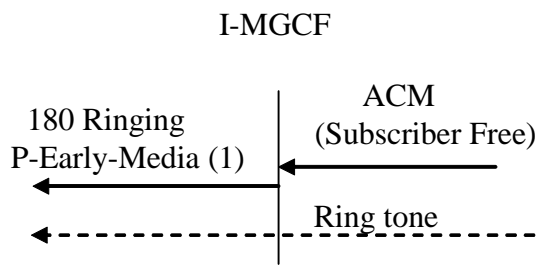 I-MGCF
ACM
180 Ringing
(Subscriber Free)
P-Early-Media (1)
Ring tone